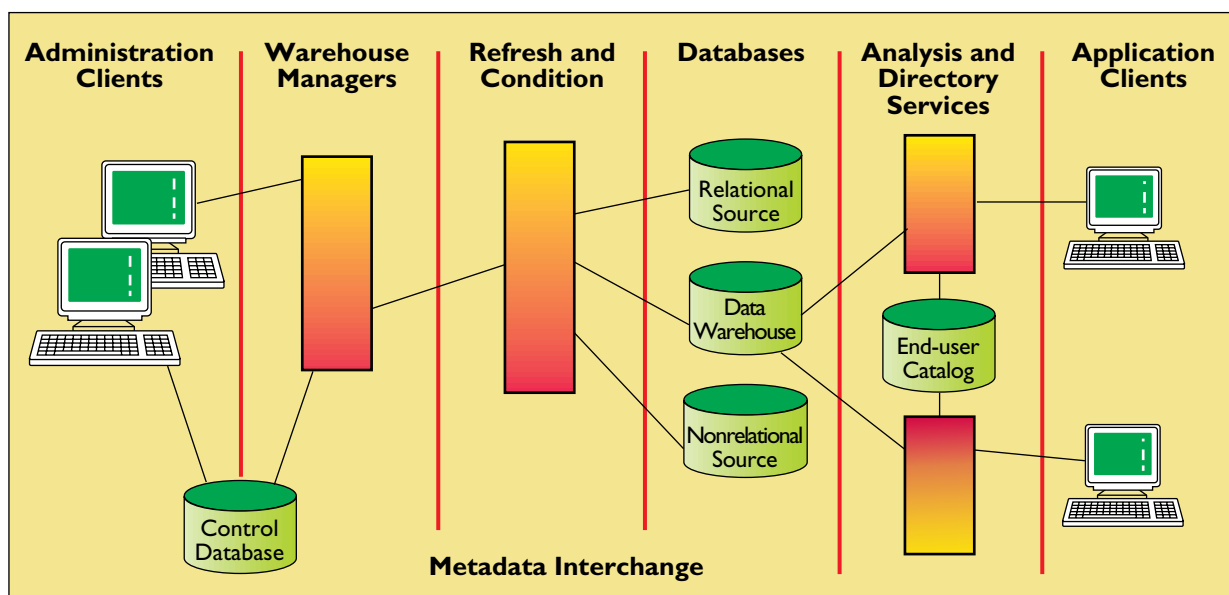 Administration
Clients
Warehouse
Managers
Refresh and
Condition
Databases
Analysis and
Directory
Services
Application
Clients
Relational
Source
Data
Warehouse
End-user
Catalog
Nonrelational
Source
Control
Database
Metadata Interchange